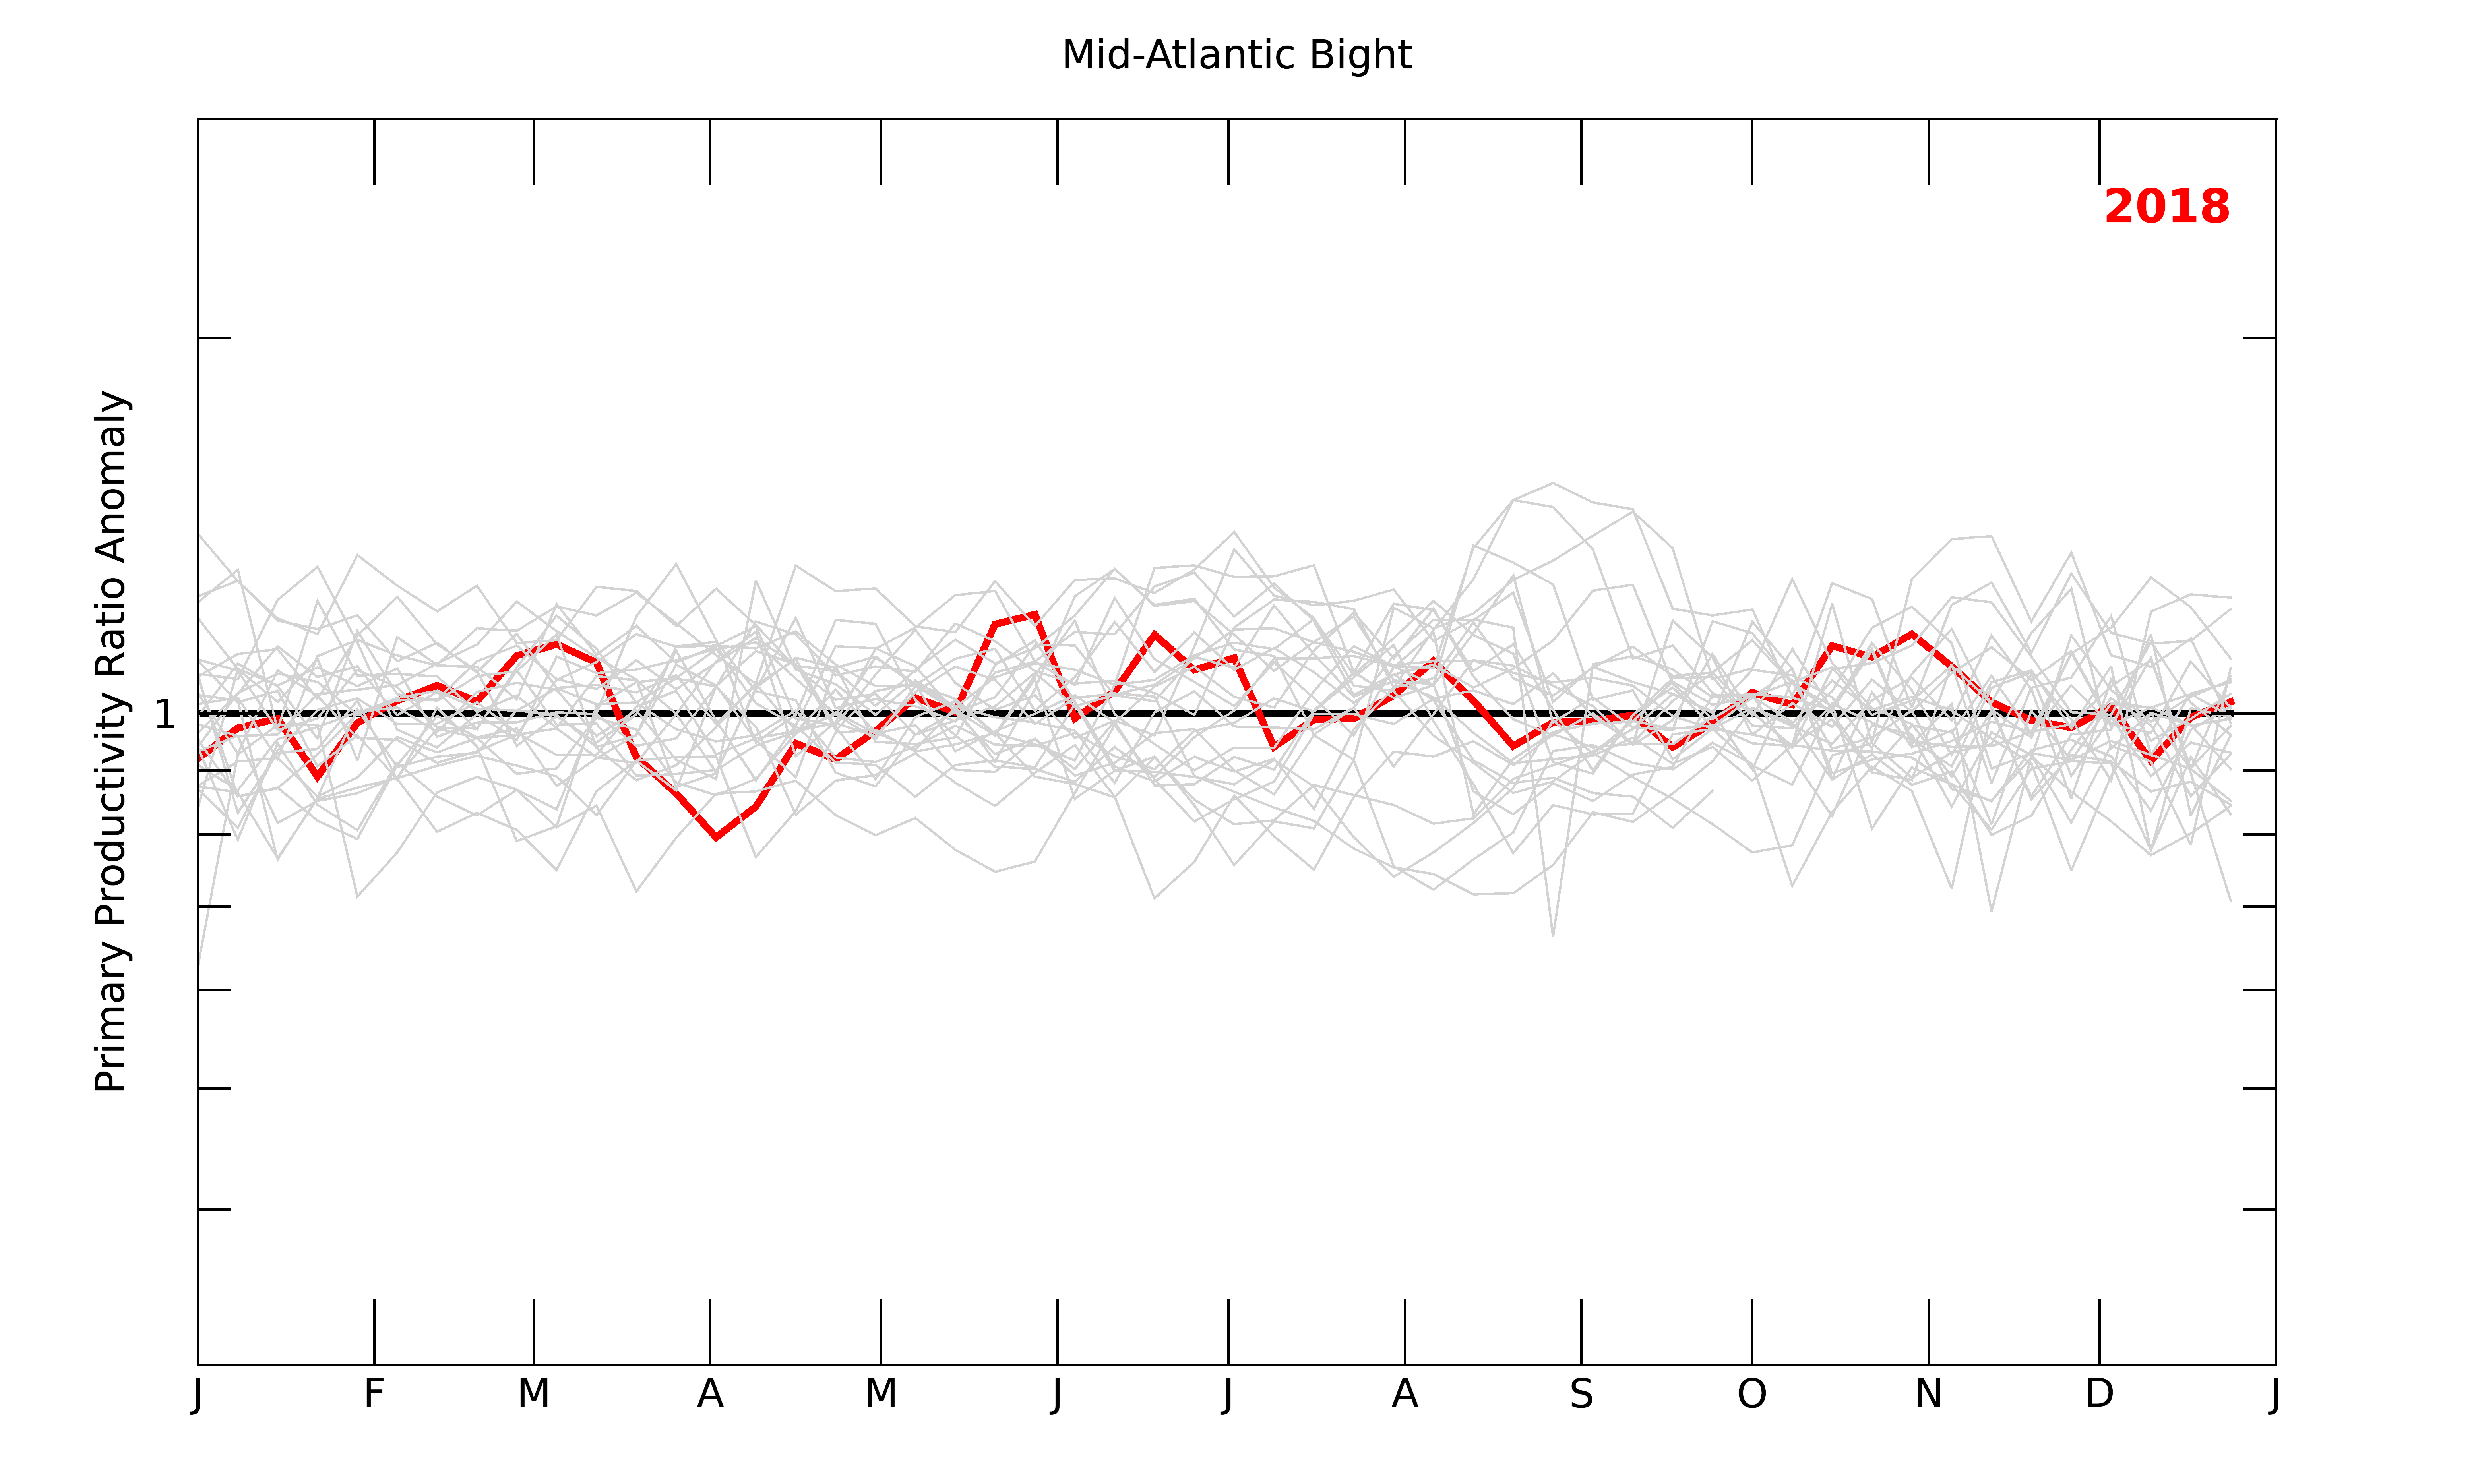 Mid-Atlantic Bight
2018
Primary Productivity Ratio Anomaly
1
J F M A M J J A S O N D J